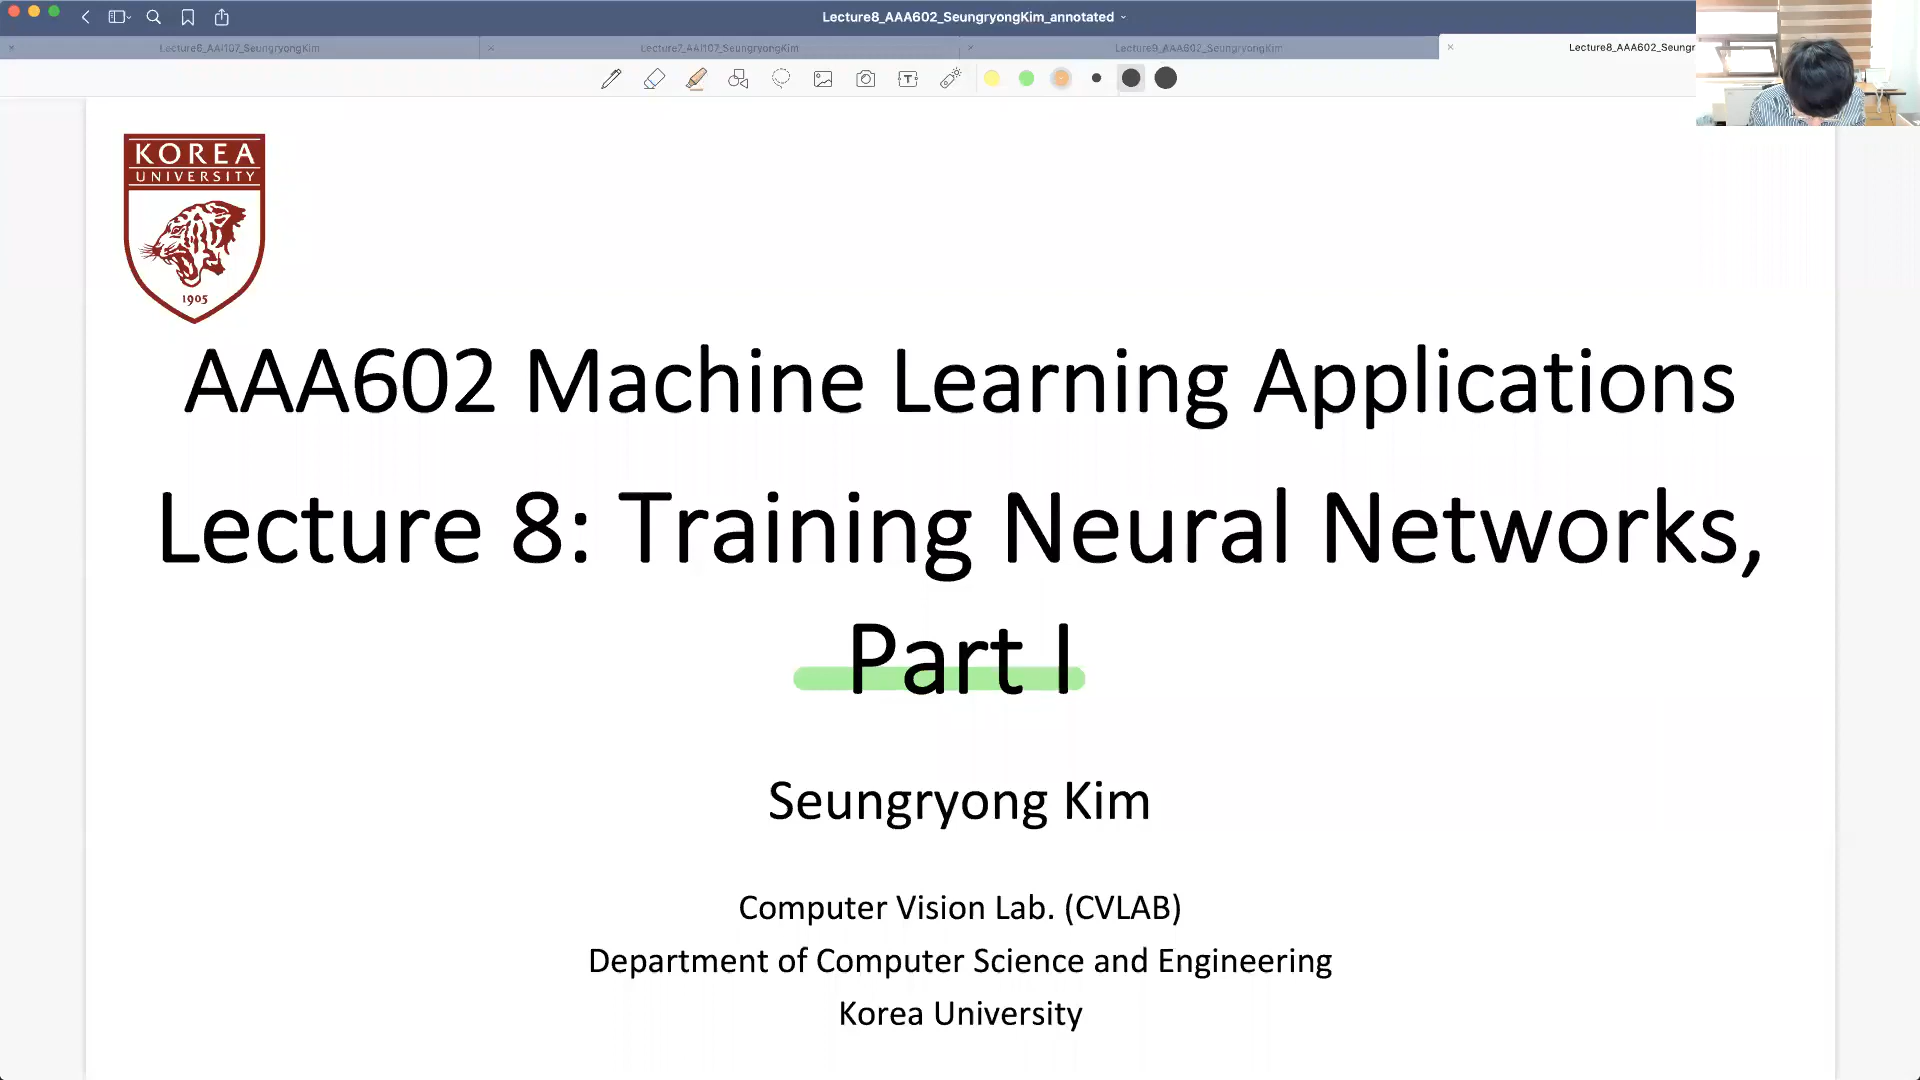 Lecture8_AAA602_SeungryongKim_annotated
Lecture6_AAI107_SeungryongKim
Lecture7_AAI107_SeungryongKim
Lecture9_AAA602_SeungryongKim
Lecture8_AAA602_Seungr
KOREA
UNIVERSITY
1905
AAA602 Machine Learning Applications
Lecture 8: Training Neural Networks,
Part I
Seungryong Kim
Computer Vision Lab. (CVLAB)
Department of Computer Science and Engineering
Korea University